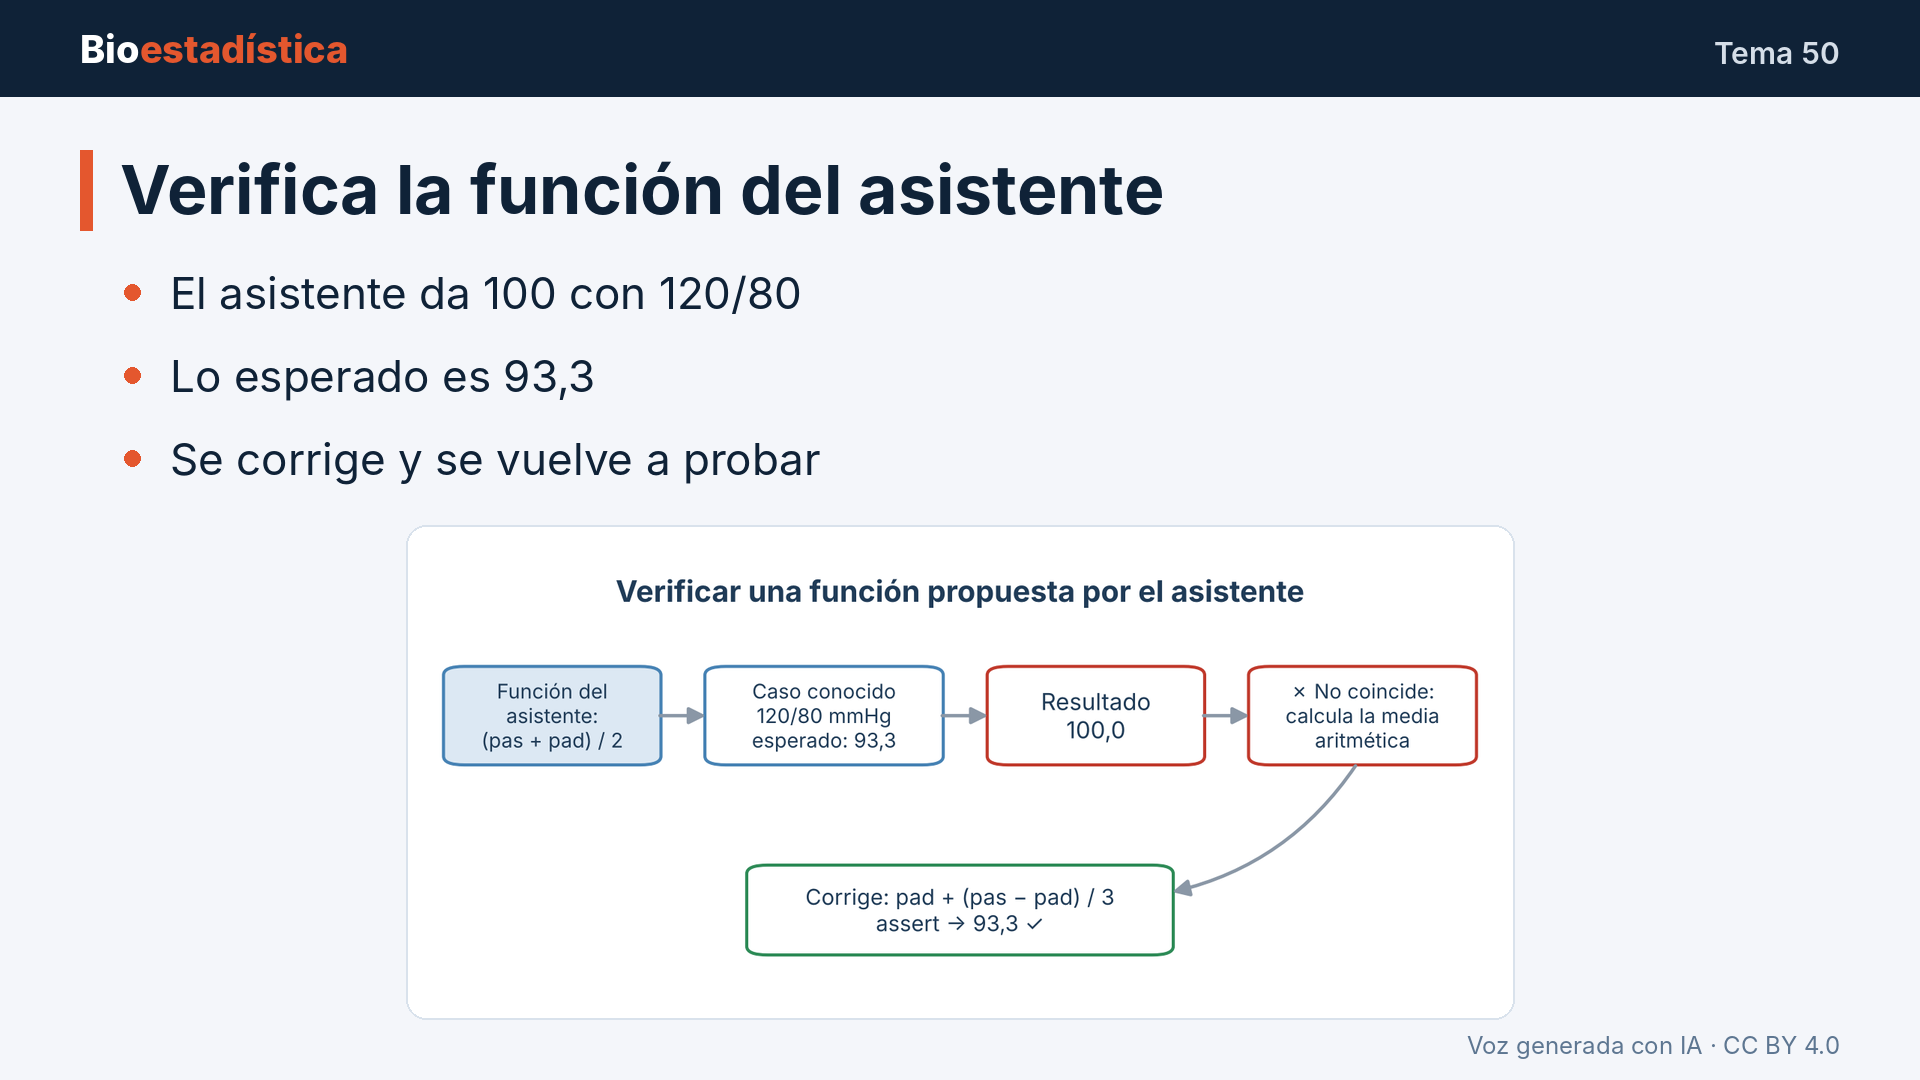 Bioestadística
Tema 50
Verifica la función del asistente
El asistente da 100 con 120/80
Lo esperado es 93,3
Se corrige y se vuelve a probar
Verificar una función propuesta por el asistente
Función del
asistente:
(pas + pad) / 2
Caso conocido
120/80 mmHg
esperado: 93,3
Resultado
100,0
× No coincide:
calcula la media
aritmética
Corrige: pad + (pas − pad) / 3
assert → 93,3 ✓
Voz generada con IA · CC BY 4.0